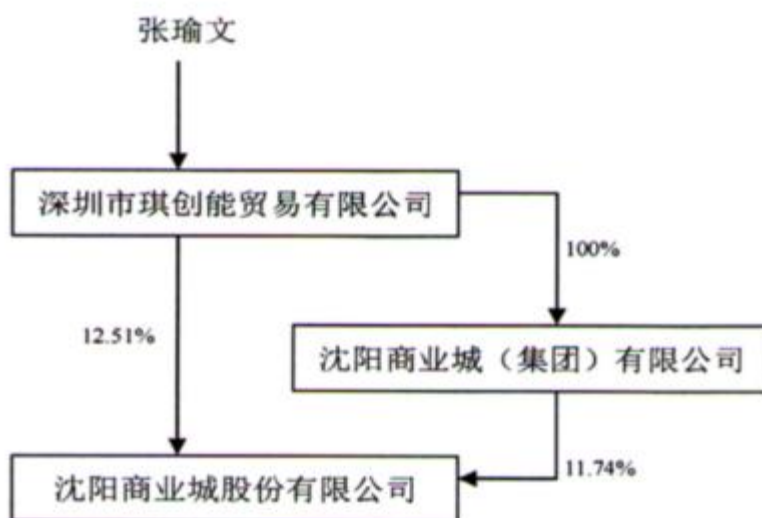 张瑜文
深圳市琪创能贸易有限公司
100%
12.51%
沈阳商业城（集团）有限公司
11.74%
沈阳商业城股份有限公司